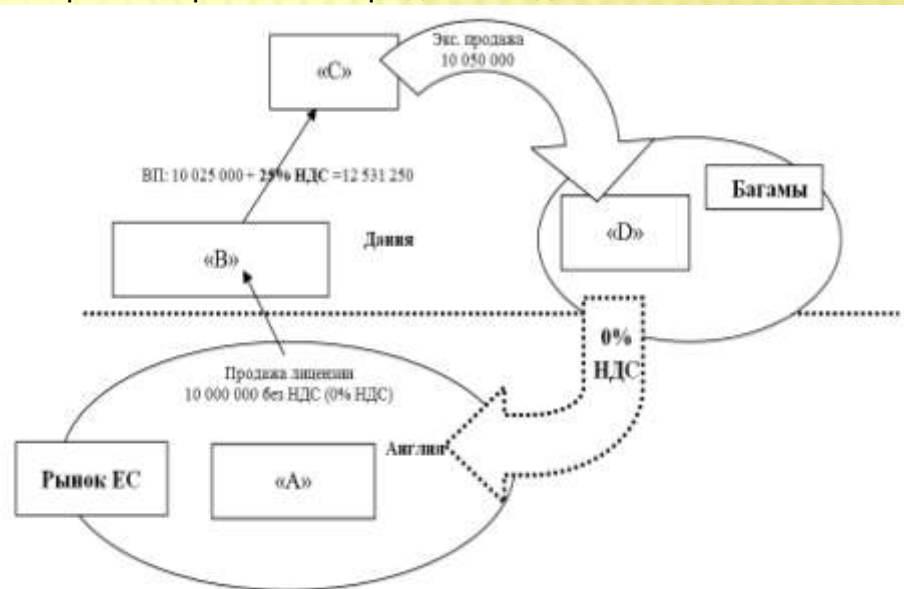 «C»
Экс. продажа
10 050 000
ВП: 10 025 000 + 25% НДС =12 531 250
Багамы
«D»
Дания
«B»
0%
НДС
Продажа лицензии
10 000 000 без НДС (0% НДС)
Англия
Рынок ЕС
«A»